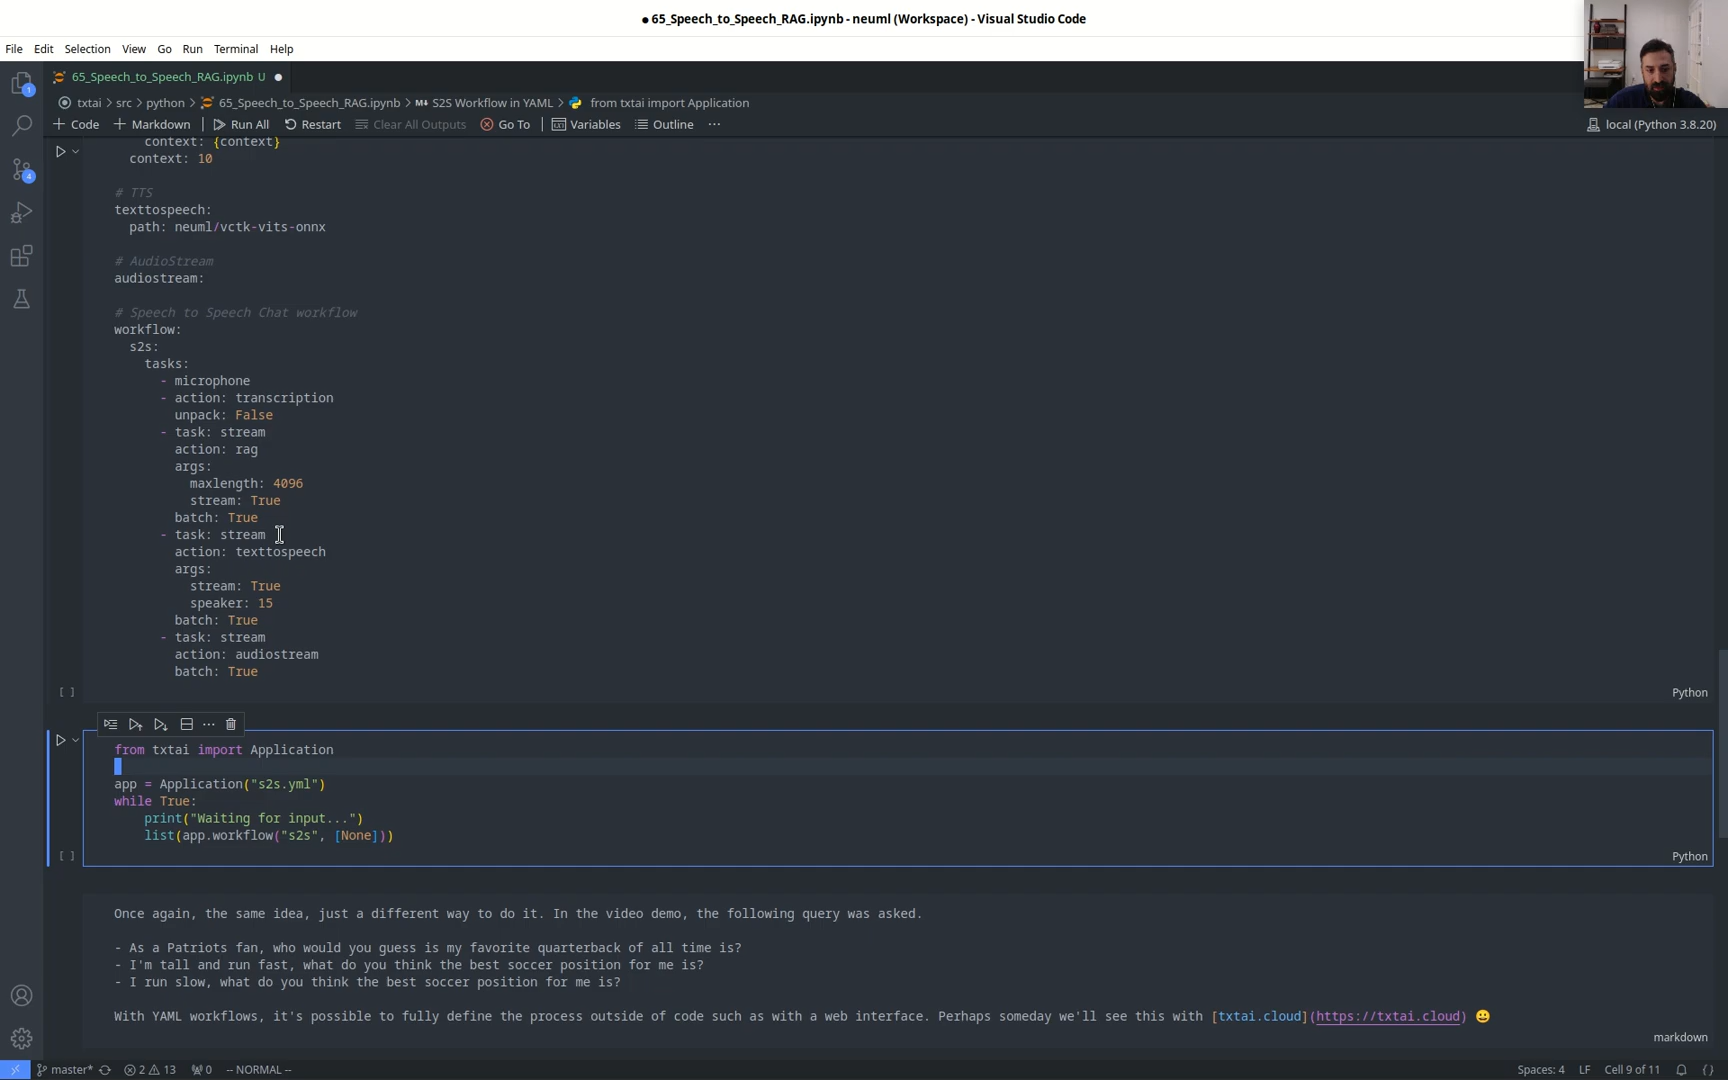 ● 65_Speech_to_Speech_RAG.ipynb - neuml (Workspace) - Visual Studio Code
File Edit Selection View Go Run Terminal Help
65_Speech_to_Speech_RAG.ipynb U ●
txtai > src > python > 65_Speech_to_Speech_RAG.ipynb > M↓ S2S Workflow in YAML > from txtai import Application
+ Code + Markdown Run All Restart Clear All Outputs Go To Variables Outline ... local (Python 3.8.20)
context: {context}
context: 10
# TTS
texttospeech:
path: neuml/vctk-vits-onnx
# AudioStream
audiostream:
# Speech to Speech Chat workflow
workflow:
s2s:
tasks:
- microphone
- action: transcription
unpack: False
- task: stream
action: rag
args:
maxlength: 4096
stream: True
batch: True
- task: stream
action: texttospeech
args:
stream: True
speaker: 15
batch: True
- task: stream
action: audiostream
batch: True
[ ] Python
from txtai import Application
app = Application("s2s.yml")
while True:
print("Waiting for input...")
list(app.workflow("s2s", [None]))
[ ] Python
Once again, the same idea, just a different way to do it. In the video demo, the following query was asked.
- As a Patriots fan, who would you guess is my favorite quarterback of all time is?
- I'm tall and run fast, what do you think the best soccer position for me is?
- I run slow, what do you think the best soccer position for me is?
With YAML workflows, it's possible to fully define the process outside of code such as with a web interface. Perhaps someday we'll see this with [txtai.cloud](https://txtai.cloud) 😀
markdown
1
4
master* 2 13 0 -- NORMAL -- Spaces: 4 LF Cell 9 of 11 { }